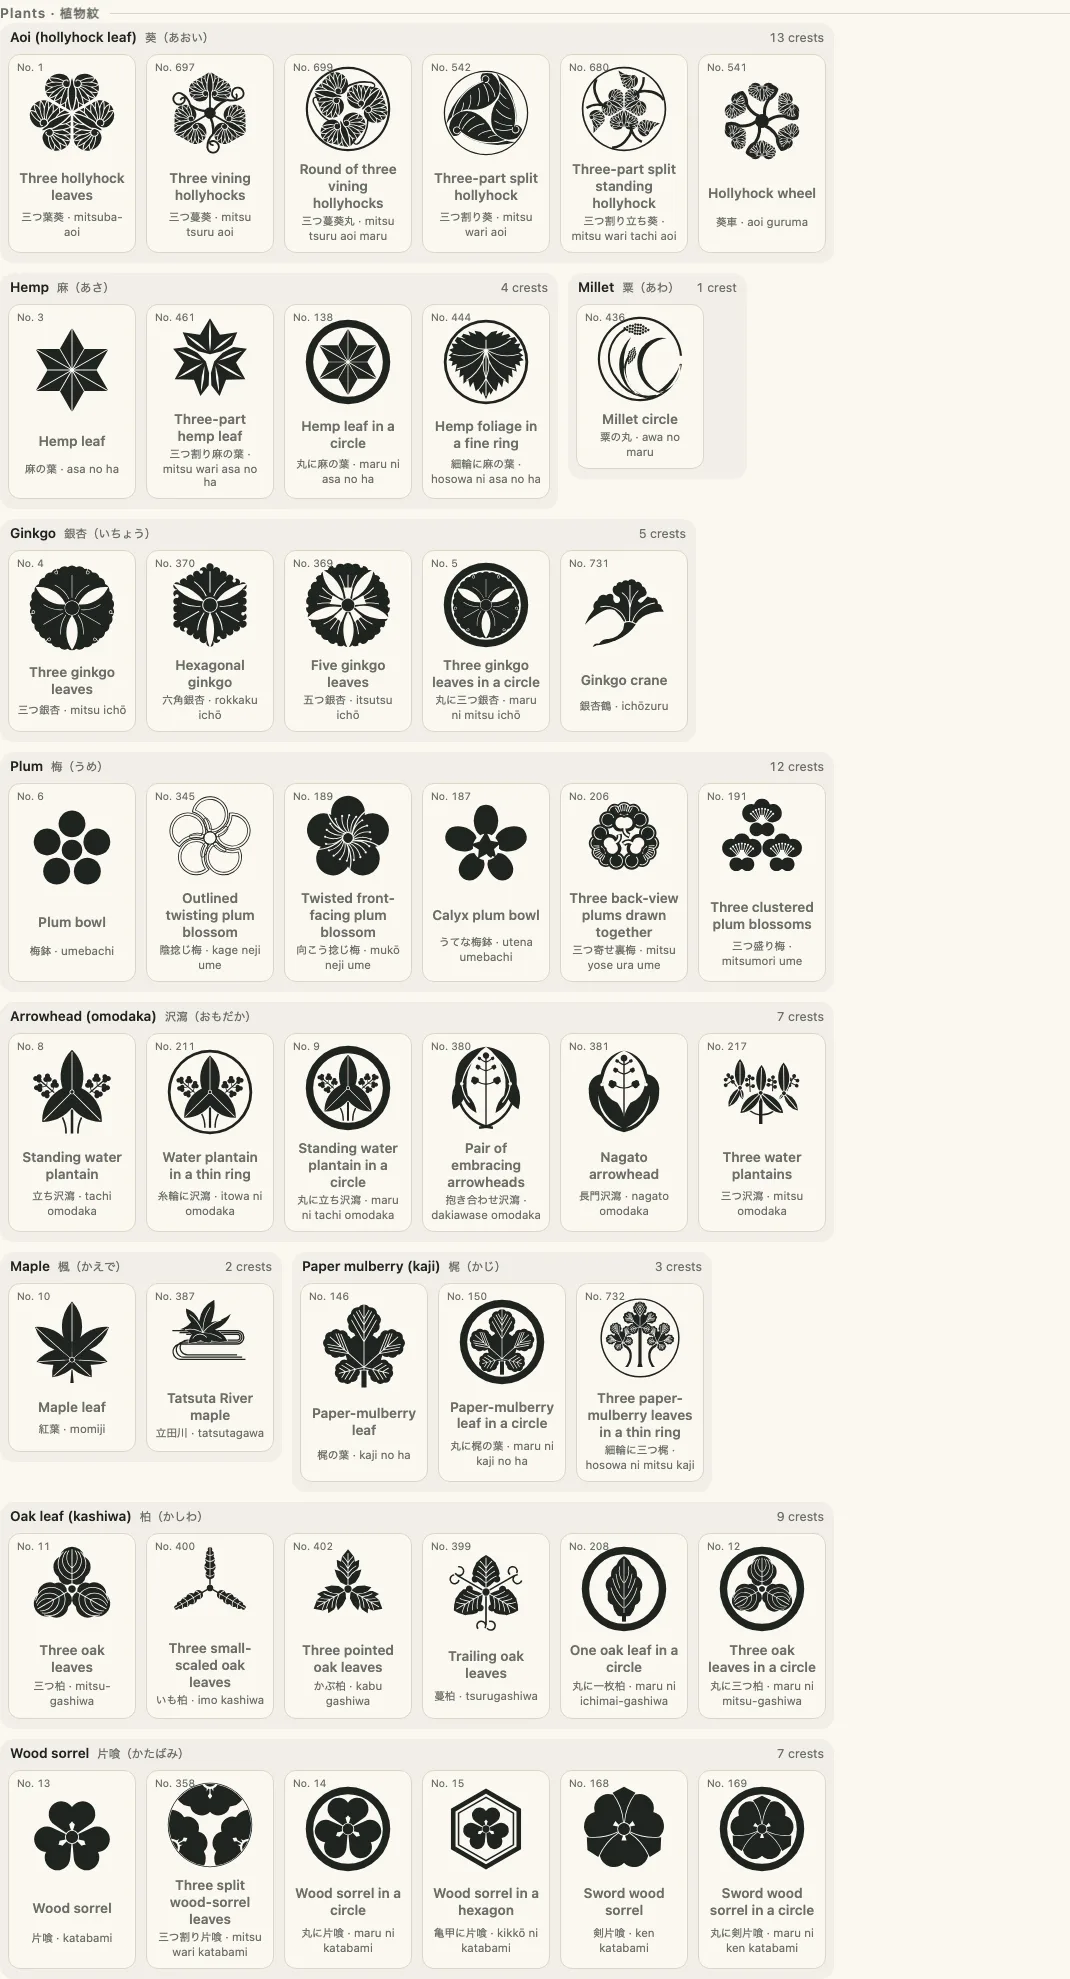 Plants · 植物紋
Aoi (hollyhock leaf) 葵（あおい） 13 crests
No. 1
Three hollyhock
leaves
三つ葉葵 · mitsuba-
aoi
No. 697
Three vining
hollyhocks
三つ蔓葵 · mitsu
tsuru aoi
No. 699
Round of three
vining
hollyhocks
三つ蔓葵丸 · mitsu
tsuru aoi maru
No. 542
Three-part split
hollyhock
三つ割り葵 · mitsu
wari aoi
No. 680
Three-part split
standing
hollyhock
三つ割り立ち葵 ·
mitsu wari tachi aoi
No. 541
Hollyhock wheel
葵車 · aoi guruma
Hemp 麻（あさ） 4 crests
No. 3
Hemp leaf
麻の葉 · asa no ha
No. 461
Three-part
hemp leaf
三つ割り麻の葉 ·
mitsu wari asa no
ha
No. 138
Hemp leaf in a
circle
丸に麻の葉 · maru ni
asa no ha
No. 444
Hemp foliage in
a fine ring
細輪に麻の葉 ·
hosowa ni asa no ha
Millet 粟（あわ） 1 crest
No. 436
Millet circle
粟の丸 · awa no
maru
Ginkgo 銀杏（いちょう） 5 crests
No. 4
Three ginkgo
leaves
三つ銀杏 · mitsu ichō
No. 370
Hexagonal
ginkgo
六角銀杏 · rokkaku
ichō
No. 369
Five ginkgo
leaves
五つ銀杏 · itsutsu
ichō
No. 5
Three ginkgo
leaves in a circle
丸に三つ銀杏 · maru
ni mitsu ichō
No. 731
Ginkgo crane
銀杏鶴 · ichōzuru
Plum 梅（うめ） 12 crests
No. 6
Plum bowl
梅鉢 · umebachi
No. 345
Outlined
twisting plum
blossom
陰捻じ梅 · kage neji
ume
No. 189
Twisted front-
facing plum
blossom
向こう捻じ梅 · mukō
neji ume
No. 187
Calyx plum bowl
うてな梅鉢 · utena
umebachi
No. 206
Three back-view
plums drawn
together
三つ寄せ裏梅 · mitsu
yose ura ume
No. 191
Three clustered
plum blossoms
三つ盛り梅 ·
mitsumori ume
Arrowhead (omodaka) 沢瀉（おもだか） 7 crests
No. 8
Standing water
plantain
立ち沢瀉 · tachi
omodaka
No. 211
Water plantain
in a thin ring
糸輪に沢瀉 · itowa ni
omodaka
No. 9
Standing water
plantain in a
circle
丸に立ち沢瀉 · maru
ni tachi omodaka
No. 380
Pair of
embracing
arrowheads
抱き合わせ沢瀉 ·
dakiawase omodaka
No. 381
Nagato
arrowhead
長門沢瀉 · nagato
omodaka
No. 217
Three water
plantains
三つ沢瀉 · mitsu
omodaka
Maple 楓（かえで） 2 crests
No. 10
Maple leaf
紅葉 · momiji
No. 387
Tatsuta River
maple
立田川 · tatsutagawa
Paper mulberry (kaji) 梶（かじ） 3 crests
No. 146
Paper-mulberry
leaf
梶の葉 · kaji no ha
No. 150
Paper-mulberry
leaf in a circle
丸に梶の葉 · maru ni
kaji no ha
No. 732
Three paper-
mulberry leaves
in a thin ring
細輪に三つ梶 ·
hosowa ni mitsu kaji
Oak leaf (kashiwa) 柏（かしわ） 9 crests
No. 11
Three oak
leaves
三つ柏 · mitsu-
gashiwa
No. 400
Three small-
scaled oak
leaves
いも柏 · imo kashiwa
No. 402
Three pointed
oak leaves
かぶ柏 · kabu
gashiwa
No. 399
Trailing oak
leaves
蔓柏 · tsurugashiwa
No. 208
One oak leaf in a
circle
丸に一枚柏 · maru ni
ichimai-gashiwa
No. 12
Three oak
leaves in a circle
丸に三つ柏 · maru ni
mitsu-gashiwa
Wood sorrel 片喰（かたばみ） 7 crests
No. 13
Wood sorrel
片喰 · katabami
No. 358
Three split
wood-sorrel
leaves
三つ割り片喰 · mitsu
wari katabami
No. 14
Wood sorrel in a
circle
丸に片喰 · maru ni
katabami
No. 15
Wood sorrel in a
hexagon
亀甲に片喰 · kikkō ni
katabami
No. 168
Sword wood
sorrel
剣片喰 · ken
katabami
No. 169
Sword wood
sorrel in a circle
丸に剣片喰 · maru ni
ken katabami